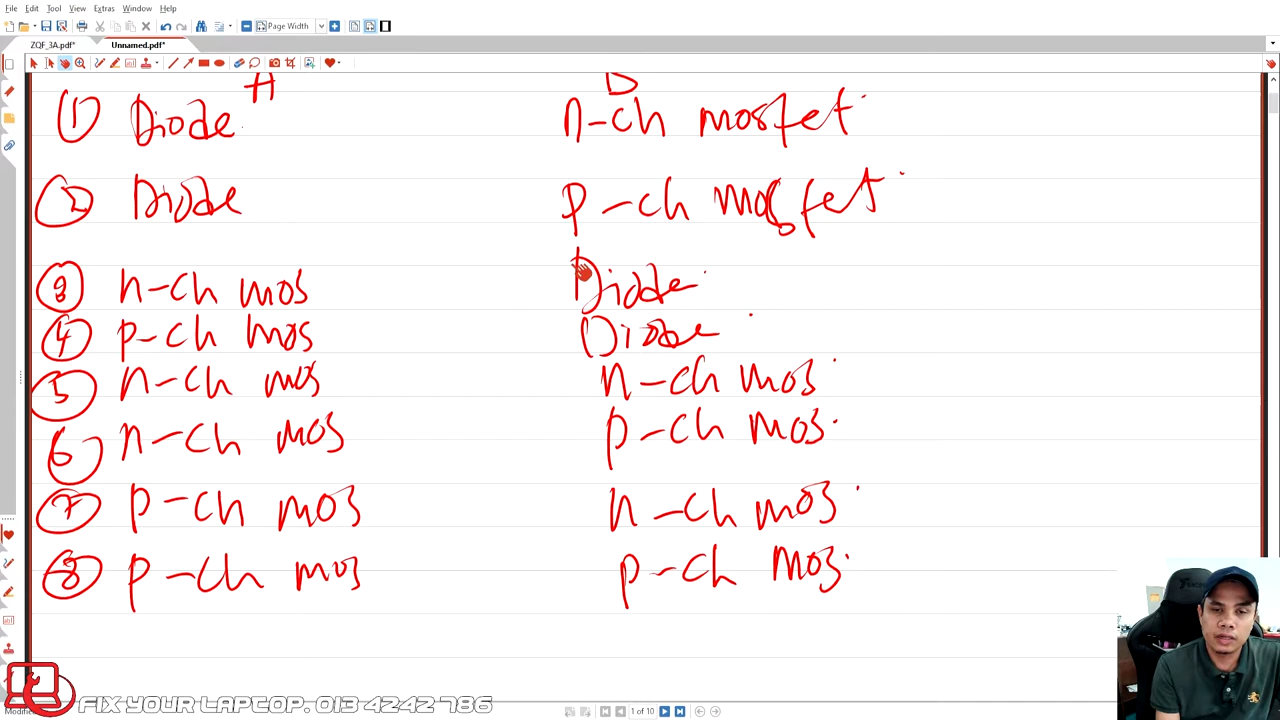 File Edit Tool View Extras Window Help
Page Width
ZQF_3A.pdf* Unnamed.pdf*
A B
① Diode n-ch mosfet
② Diode p-ch mosfet
③ n-ch mos Diode
④ p-ch mos Diode
⑤ n-ch mos n-ch mos
⑥ n-ch mos p-ch mos
⑦ p-ch mos n-ch mos
⑧ p-ch mos p-ch mos
FIX YOUR LAPTOP. 013 4242 786
1 of 10